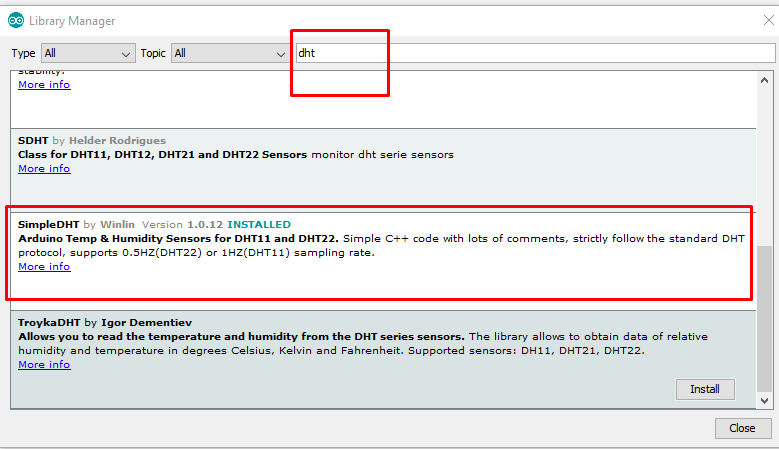 Library Manager
Type All Topic All dht
stability.
More info
SDHT by Helder Rodrigues
Class for DHT11, DHT12, DHT21 and DHT22 Sensors monitor dht serie sensors
More info
SimpleDHT by Winlin Version 1.0.12 INSTALLED
Arduino Temp & Humidity Sensors for DHT11 and DHT22. Simple C++ code with lots of comments, strictly follow the standard DHT
protocol, supports 0.5HZ(DHT22) or 1HZ(DHT11) sampling rate.
More info
TroykaDHT by Igor Dementiev
Allows you to read the temperature and humidity from the DHT series sensors. The library allows to obtain data of relative
humidity and temperature in degrees Celsius, Kelvin and Fahrenheit. Supported sensors: DH11, DHT21, DHT22.
More info
Install
Close